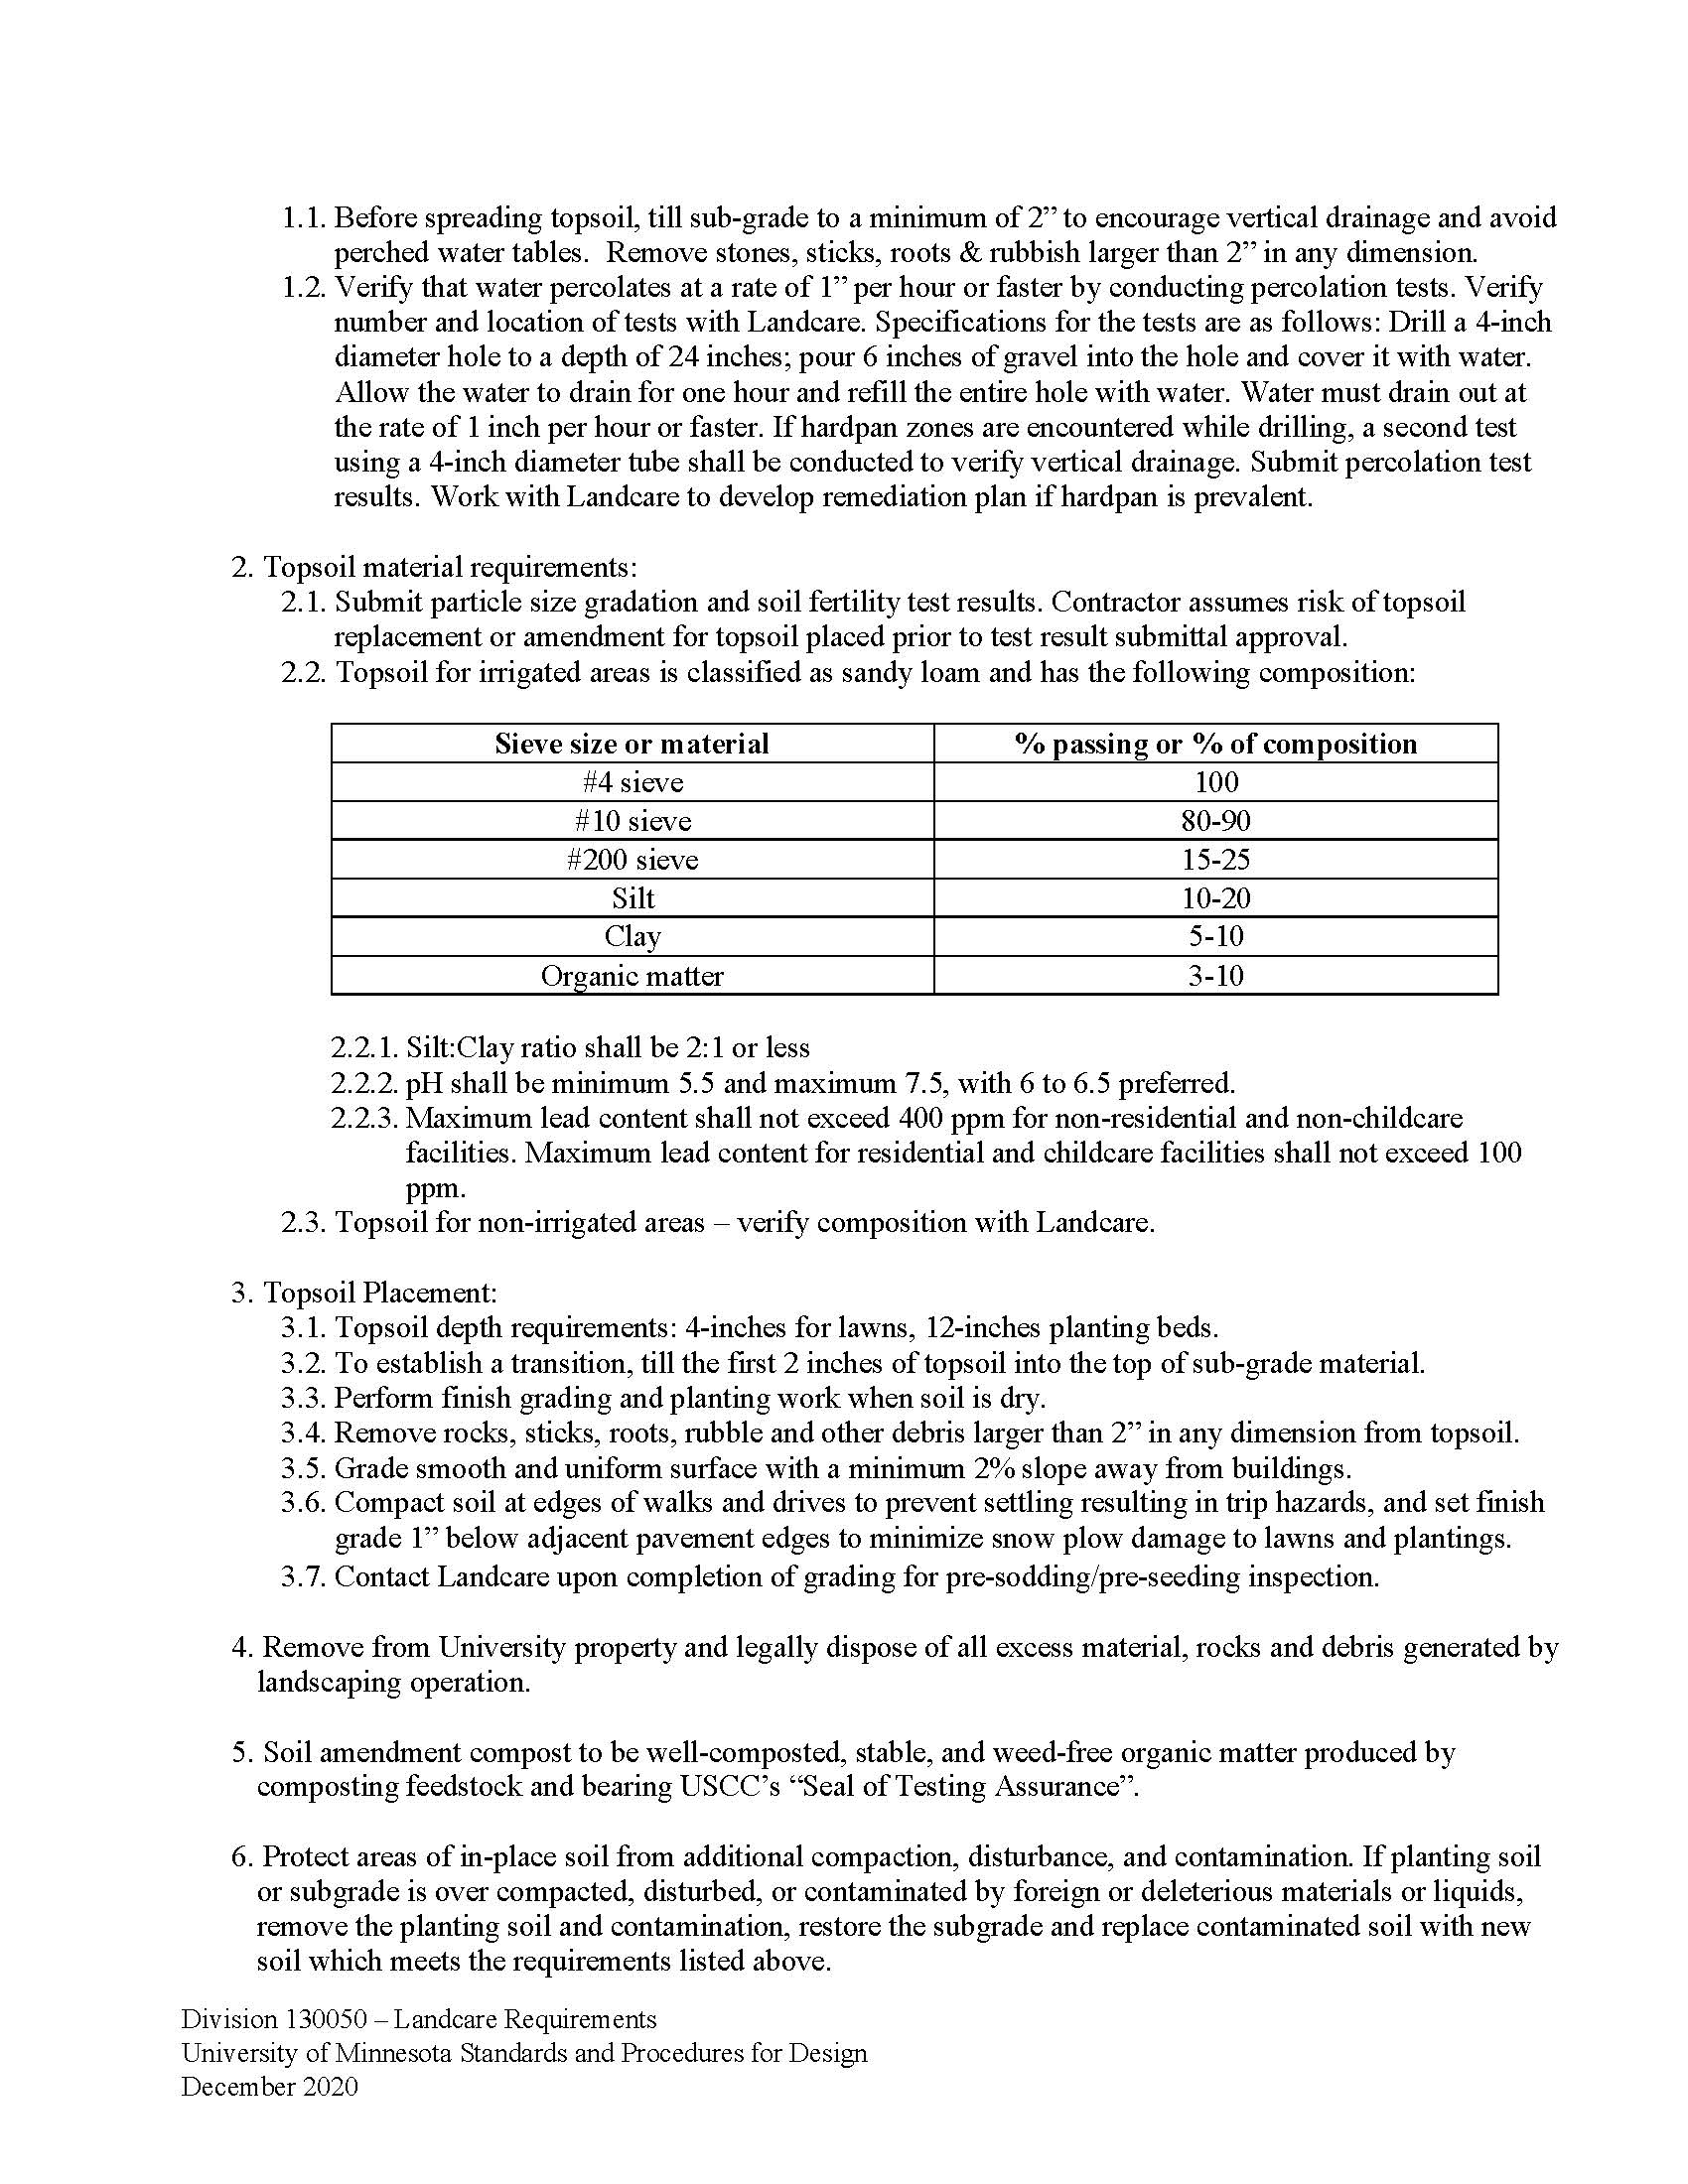 1.1. Before spreading topsoil, till sub-grade to a minimum of 2” to encourage vertical drainage and avoid
perched water tables.  Remove stones, sticks, roots & rubbish larger than 2” in any dimension.
1.2. Verify that water percolates at a rate of 1” per hour or faster by conducting percolation tests. Verify
number and location of tests with Landcare. Specifications for the tests are as follows: Drill a 4-inch
diameter hole to a depth of 24 inches; pour 6 inches of gravel into the hole and cover it with water.
Allow the water to drain for one hour and refill the entire hole with water. Water must drain out at
the rate of 1 inch per hour or faster. If hardpan zones are encountered while drilling, a second test
using a 4-inch diameter tube shall be conducted to verify vertical drainage. Submit percolation test
results. Work with Landcare to develop remediation plan if hardpan is prevalent.
2. Topsoil material requirements:
2.1. Submit particle size gradation and soil fertility test results. Contractor assumes risk of topsoil
replacement or amendment for topsoil placed prior to test result submittal approval.
2.2. Topsoil for irrigated areas is classified as sandy loam and has the following composition:
Sieve size or material % passing or % of composition
#4 sieve 100
#10 sieve 80-90
#200 sieve 15-25
Silt 10-20
Clay 5-10
Organic matter 3-10
2.2.1. Silt:Clay ratio shall be 2:1 or less
2.2.2. pH shall be minimum 5.5 and maximum 7.5, with 6 to 6.5 preferred.
2.2.3. Maximum lead content shall not exceed 400 ppm for non-residential and non-childcare
facilities. Maximum lead content for residential and childcare facilities shall not exceed 100
ppm.
2.3. Topsoil for non-irrigated areas – verify composition with Landcare.
3. Topsoil Placement:
3.1. Topsoil depth requirements: 4-inches for lawns, 12-inches planting beds.
3.2. To establish a transition, till the first 2 inches of topsoil into the top of sub-grade material.
3.3. Perform finish grading and planting work when soil is dry.
3.4. Remove rocks, sticks, roots, rubble and other debris larger than 2” in any dimension from topsoil.
3.5. Grade smooth and uniform surface with a minimum 2% slope away from buildings.
3.6. Compact soil at edges of walks and drives to prevent settling resulting in trip hazards, and set finish
grade 1” below adjacent pavement edges to minimize snow plow damage to lawns and plantings.
3.7. Contact Landcare upon completion of grading for pre-sodding/pre-seeding inspection.
4. Remove from University property and legally dispose of all excess material, rocks and debris generated by
landscaping operation.
5. Soil amendment compost to be well-composted, stable, and weed-free organic matter produced by
composting feedstock and bearing USCC’s “Seal of Testing Assurance”.
6. Protect areas of in-place soil from additional compaction, disturbance, and contamination. If planting soil
or subgrade is over compacted, disturbed, or contaminated by foreign or deleterious materials or liquids,
remove the planting soil and contamination, restore the subgrade and replace contaminated soil with new
soil which meets the requirements listed above.
Division 130050 – Landcare Requirements
University of Minnesota Standards and Procedures for Design
December 2020